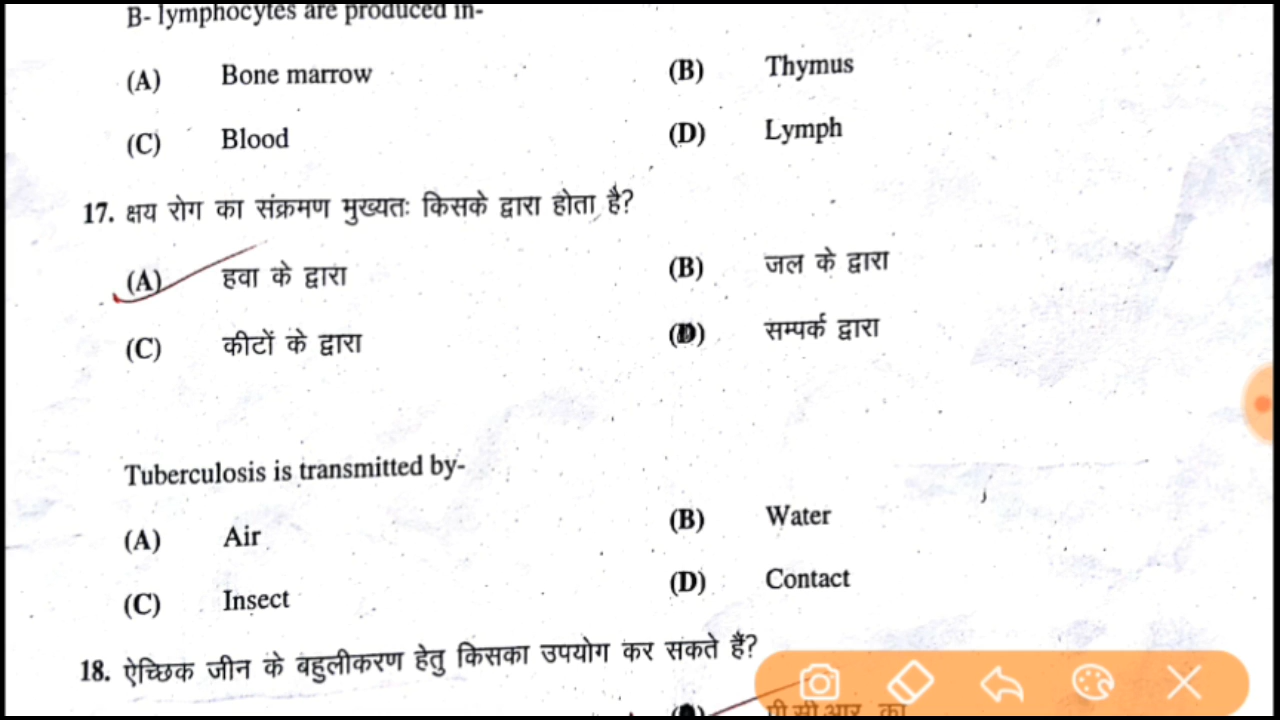 B- lymphocytes are produced in-
(A) Bone marrow (B) Thymus
(C) Blood (D) Lymph
17. क्षय रोग का संक्रमण मुख्यतः किसके द्वारा होता है?
(A) हवा के द्वारा (B) जल के द्वारा
(C) कीटों के द्वारा (D) सम्पर्क द्वारा
Tuberculosis is transmitted by-
(A) Air (B) Water
(C) Insect (D) Contact
18. ऐच्छिक जीन के बहुलीकरण हेतु किसका उपयोग कर सकते हैं?
पी.सी.आर. का